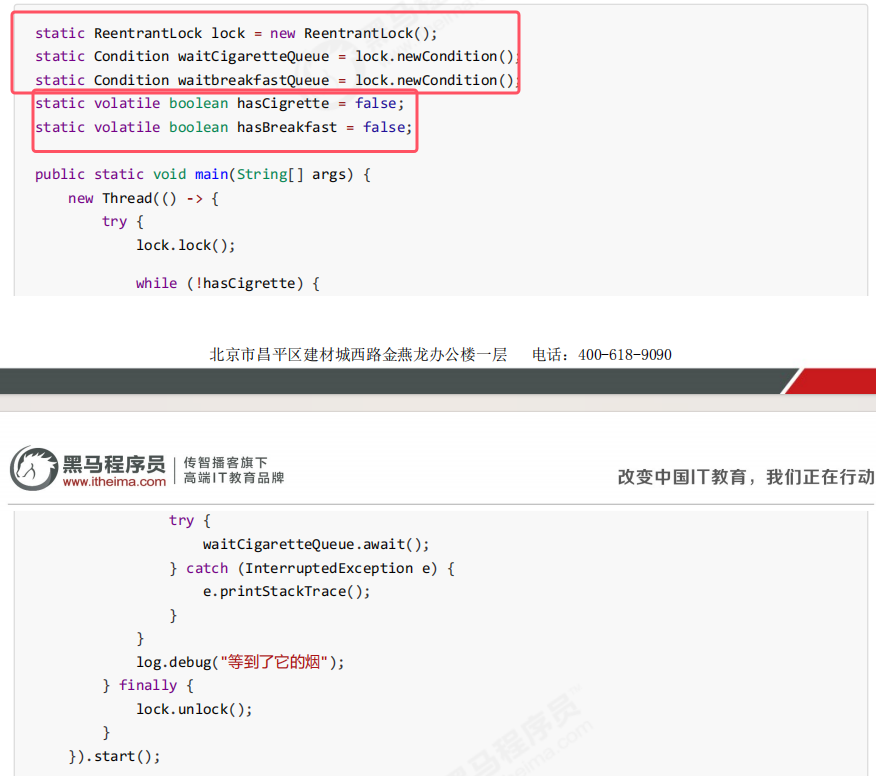 static ReentrantLock lock = new ReentrantLock();
static Condition waitCigaretteQueue = lock.newCondition();
static Condition waitbreakfastQueue = lock.newCondition();
static volatile boolean hasCigrette = false;
static volatile boolean hasBreakfast = false;
public static void main(String[] args) {
new Thread(() -> {
try {
lock.lock();
while (!hasCigrette) {
北京市昌平区建材城西路金燕龙办公楼一层 电话：400-618-9090
黑马程序员
www.itheima.com
传智播客旗下
高端IT教育品牌
改变中国IT教育，我们正在行动
try {
waitCigaretteQueue.await();
} catch (InterruptedException e) {
e.printStackTrace();
}
}
log.debug("等到了它的烟");
} finally {
lock.unlock();
}
}).start();
黑马程序员
www.itheima.com